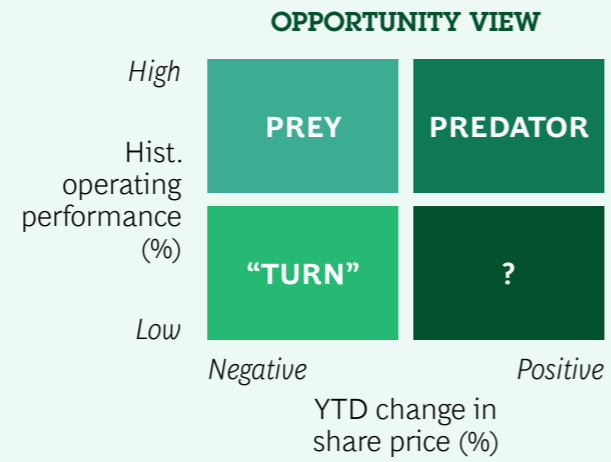 OPPORTUNITY VIEW
High
PREY
PREDATOR
Hist.
operating
performance
(%)
“TURN”
?
Low
Negative
Positive
YTD change in
share price (%)